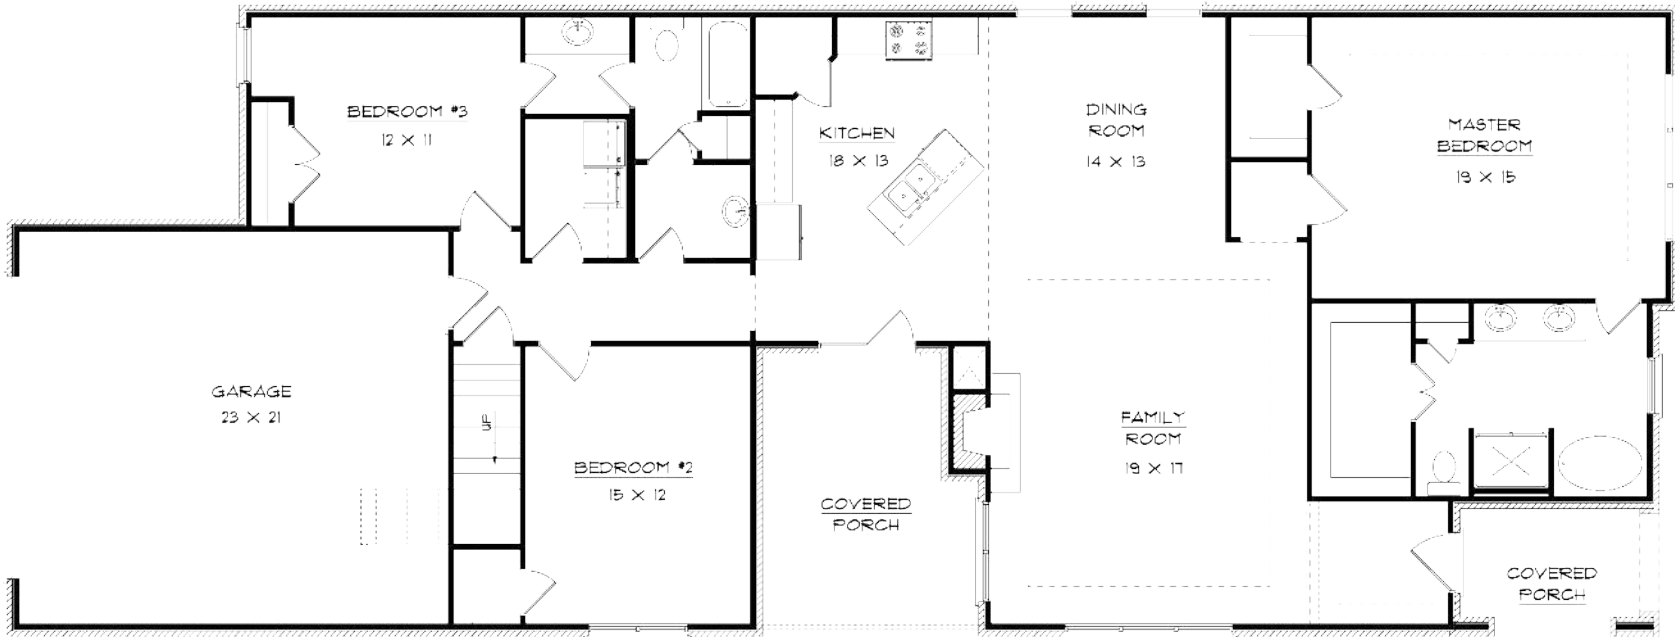 BEDROOM #3
12 X 11
KITCHEN
18 X 13
DINING
ROOM
14 X 13
MASTER
BEDROOM
19 X 15
GARAGE
23 X 21
UP
BEDROOM #2
15 X 12
COVERED
PORCH
FAMILY
ROOM
19 X 17
COVERED
PORCH